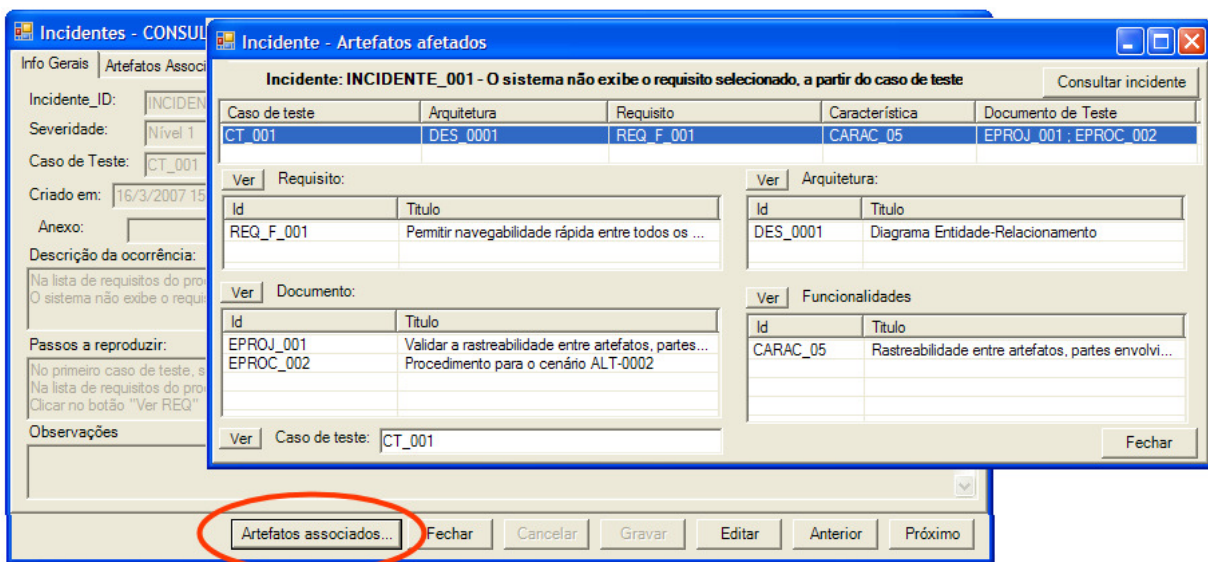 Incidentes - CONSUL
Info Gerais
Artefatos Associ
Incidente_ID:
INCIDEN
Severidade:
Nível 1
Caso de Teste:
CT_001
Criado em:
16/3/2007 15
Anexo:
Descrição da ocorrência:
Na lista de requisitos do pro
O sistema não exibe o requis
Passos a reproduzir:
No primeiro caso de teste, s
Na lista de requisitos do pro
Clicar no botão "Ver REQ"
Observações
Artefatos associados...
Fechar
Cancelar
Gravar
Editar
Anterior
Próximo
Incidente - Artefatos afetados
Incidente: INCIDENTE_001 - O sistema não exibe o requisito selecionado, a partir do caso de teste
Consultar incidente
Caso de teste Arquitetura Requisito Característica Documento de Teste
CT_001 DES_0001 REQ_F_001 CARAC_05 EPROJ_001 ; EPROC_002
Ver Requisito:
Id Titulo
REQ_F_001 Permitir navegabilidade rápida entre todos os ...
Ver Arquitetura:
Id Titulo
DES_0001 Diagrama Entidade-Relacionamento
Ver Documento:
Id Titulo
EPROJ_001 Validar a rastreabilidade entre artefatos, partes...
EPROC_002 Procedimento para o cenário ALT-0002
Ver Funcionalidades
Id Titulo
CARAC_05 Rastreabilidade entre artefatos, partes envolvi...
Ver Caso de teste: CT_001
Fechar